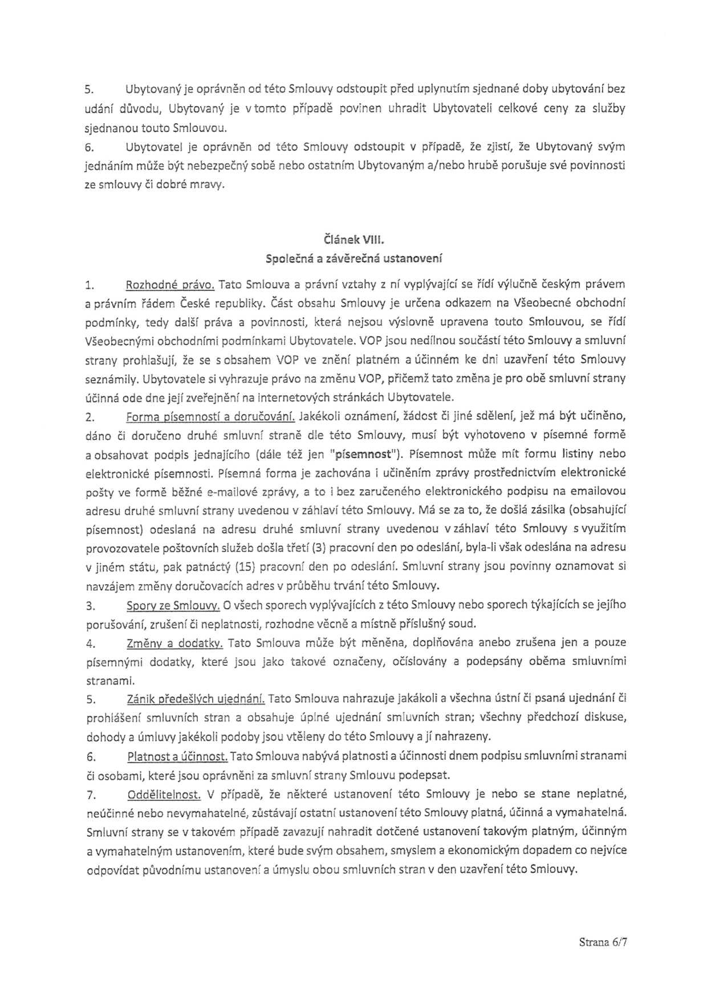 5. Ubytovaný je oprávněn od této Smlouvy odstoupit před uplynutím sjednané doby ubytování bez
udání důvodu, Ubytovaný je v tomto případě povinen uhradit Ubytovateli celkové ceny za služby
sjednanou touto Smlouvou.
6. Ubytovatel je oprávněn od této Smlouvy odstoupit v případě, že zjistí, že Ubytovaný svým
jednáním může být nebezpečný sobě nebo ostatním Ubytovaným a/nebo hrubě porušuje své povinnosti
ze smlouvy či dobré mravy.
Článek VIII.
Společná a závěrečná ustanovení
1. Rozhodné právo. Tato Smlouva a právní vztahy z ní vyplývající se řídí výlučně českým právem
a právním řádem České republiky. Část obsahu Smlouvy je určena odkazem na Všeobecné obchodní
podmínky, tedy další práva a povinnosti, která nejsou výslovně upravena touto Smlouvou, se řídí
Všeobecnými obchodními podmínkami Ubytovatele. VOP jsou nedílnou součástí této Smlouvy a smluvní
strany prohlašují, že se s obsahem VOP ve znění platném a účinném ke dni uzavření této Smlouvy
seznámily. Ubytovatele si vyhrazuje právo na změnu VOP, přičemž tato změna je pro obě smluvní strany
účinná ode dne její zveřejnění na internetových stránkách Ubytovatele.
2. Forma písemností a doručování. Jakékoli oznámení, žádost či jiné sdělení, jež má být učiněno,
dáno či doručeno druhé smluvní straně dle této Smlouvy, musí být vyhotoveno v písemné formě
a obsahovat podpis jednajícího (dále též jen "písemnost"). Písemnost může mít formu listiny nebo
elektronické písemnosti. Písemná forma je zachována i učiněním zprávy prostřednictvím elektronické
pošty ve formě běžné e-mailové zprávy, a to i bez zaručeného elektronického podpisu na emailovou
adresu druhé smluvní strany uvedenou v záhlaví této Smlouvy. Má se za to, že došlá zásilka (obsahující
písemnost) odeslaná na adresu druhé smluvní strany uvedenou v záhlaví této Smlouvy s využitím
provozovatele poštovních služeb došla třetí (3) pracovní den po odeslání, byla-li však odeslána na adresu
v jiném státu, pak patnáctý (15) pracovní den po odeslání. Smluvní strany jsou povinny oznamovat si
navzájem změny doručovacích adres v průběhu trvání této Smlouvy.
3. Spory ze Smlouvy. O všech sporech vyplývajících z této Smlouvy nebo sporech týkajících se jejího
porušování, zrušení či neplatnosti, rozhodne věcně a místně příslušný soud.
4. Změny a dodatky. Tato Smlouva může být měněna, doplňována anebo zrušena jen a pouze
písemnými dodatky, které jsou jako takové označeny, očíslovány a podepsány oběma smluvními
stranami.
5. Zánik předešlých ujednání. Tato Smlouva nahrazuje jakákoli a všechna ústní či psaná ujednání či
prohlášení smluvních stran a obsahuje úplné ujednání smluvních stran; všechny předchozí diskuse,
dohody a úmluvy jakékoli podoby jsou vtěleny do této Smlouvy a jí nahrazeny.
6. Platnost a účinnost. Tato Smlouva nabývá platnosti a účinnosti dnem podpisu smluvními stranami
či osobami, které jsou oprávněni za smluvní strany Smlouvu podepsat.
7. Oddělitelnost. V případě, že některé ustanovení této Smlouvy je nebo se stane neplatné,
neúčinné nebo nevymahatelné, zůstávají ostatní ustanovení této Smlouvy platná, účinná a vymahatelná.
Smluvní strany se v takovém případě zavazují nahradit dotčené ustanovení takovým platným, účinným
a vymahatelným ustanovením, které bude svým obsahem, smyslem a ekonomickým dopadem co nejvíce
odpovídat původnímu ustanovení a úmyslu obou smluvních stran v den uzavření této Smlouvy.
Strana 6/7